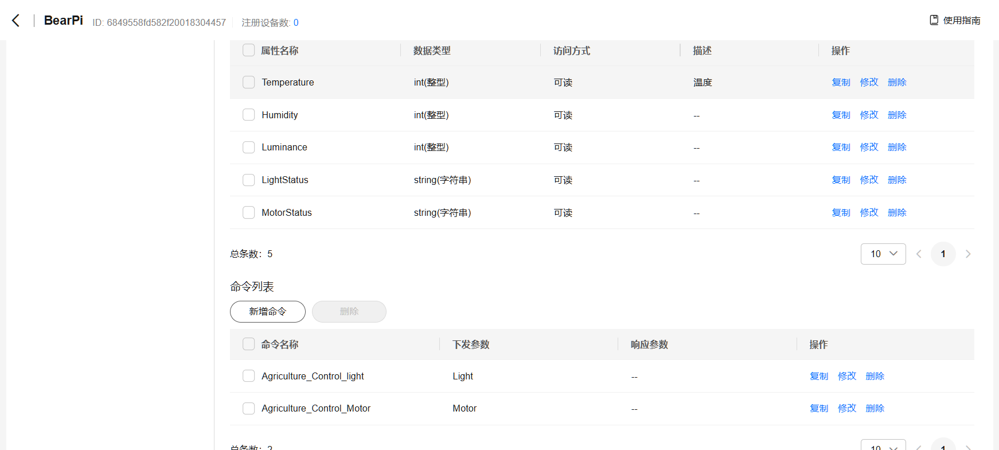 BearPi ID: 6849558fd582f20018304457 注册设备数: 0 使用指南
属性名称 数据类型 访问方式 描述 操作
Temperature int(整型) 可读 温度 复制 修改 删除
Humidity int(整型) 可读 -- 复制 修改 删除
Luminance int(整型) 可读 -- 复制 修改 删除
LightStatus string(字符串) 可读 -- 复制 修改 删除
MotorStatus string(字符串) 可读 -- 复制 修改 删除
总条数：5 10 1
命令列表
新增命令 删除
命令名称 下发参数 响应参数 操作
Agriculture_Control_light Light -- 复制 修改 删除
Agriculture_Control_Motor Motor -- 复制 修改 删除
总条数：2 10 1